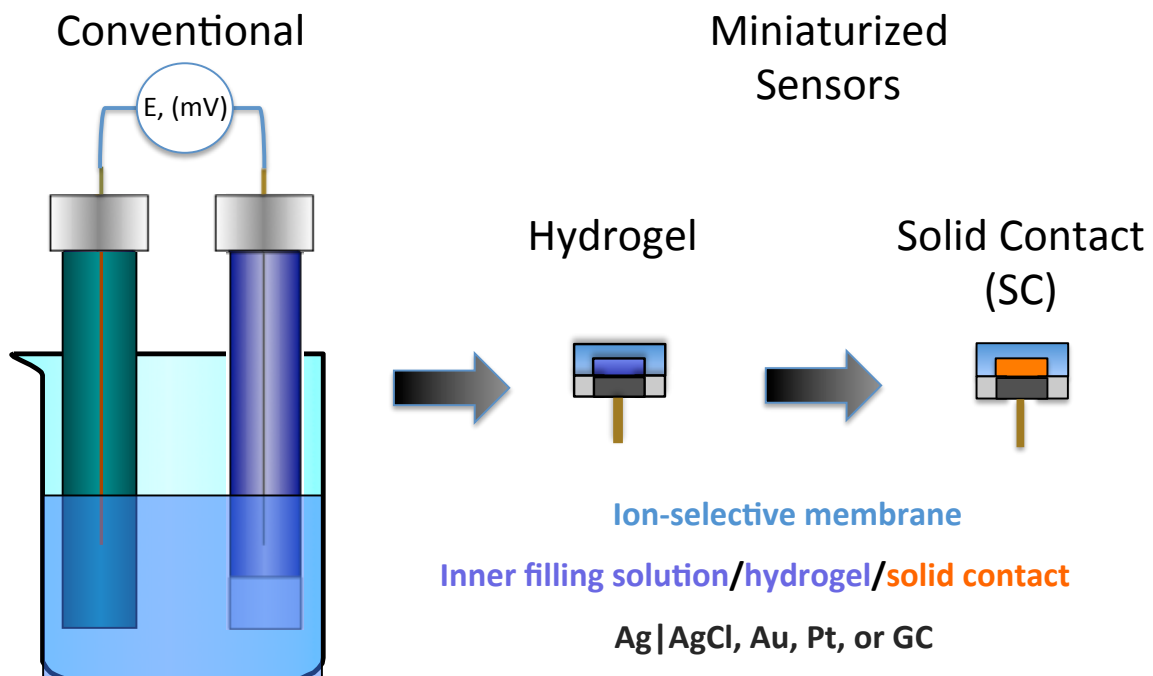 Conventional
E, (mV)
Miniaturized
Sensors
Hydrogel
Solid Contact
(SC)
Ion-selective membrane
Inner filling solution/hydrogel/solid contact
Ag|AgCl, Au, Pt, or GC